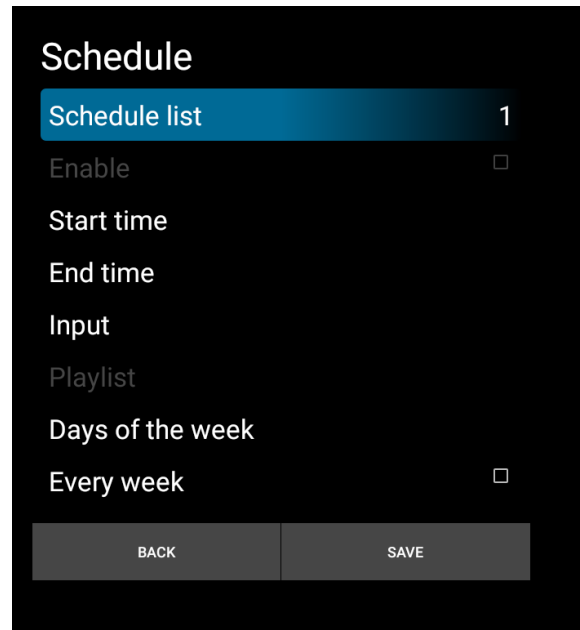 Schedule
Schedule list 1
Enable
Start time
End time
Input
Playlist
Days of the week
Every week
BACK SAVE